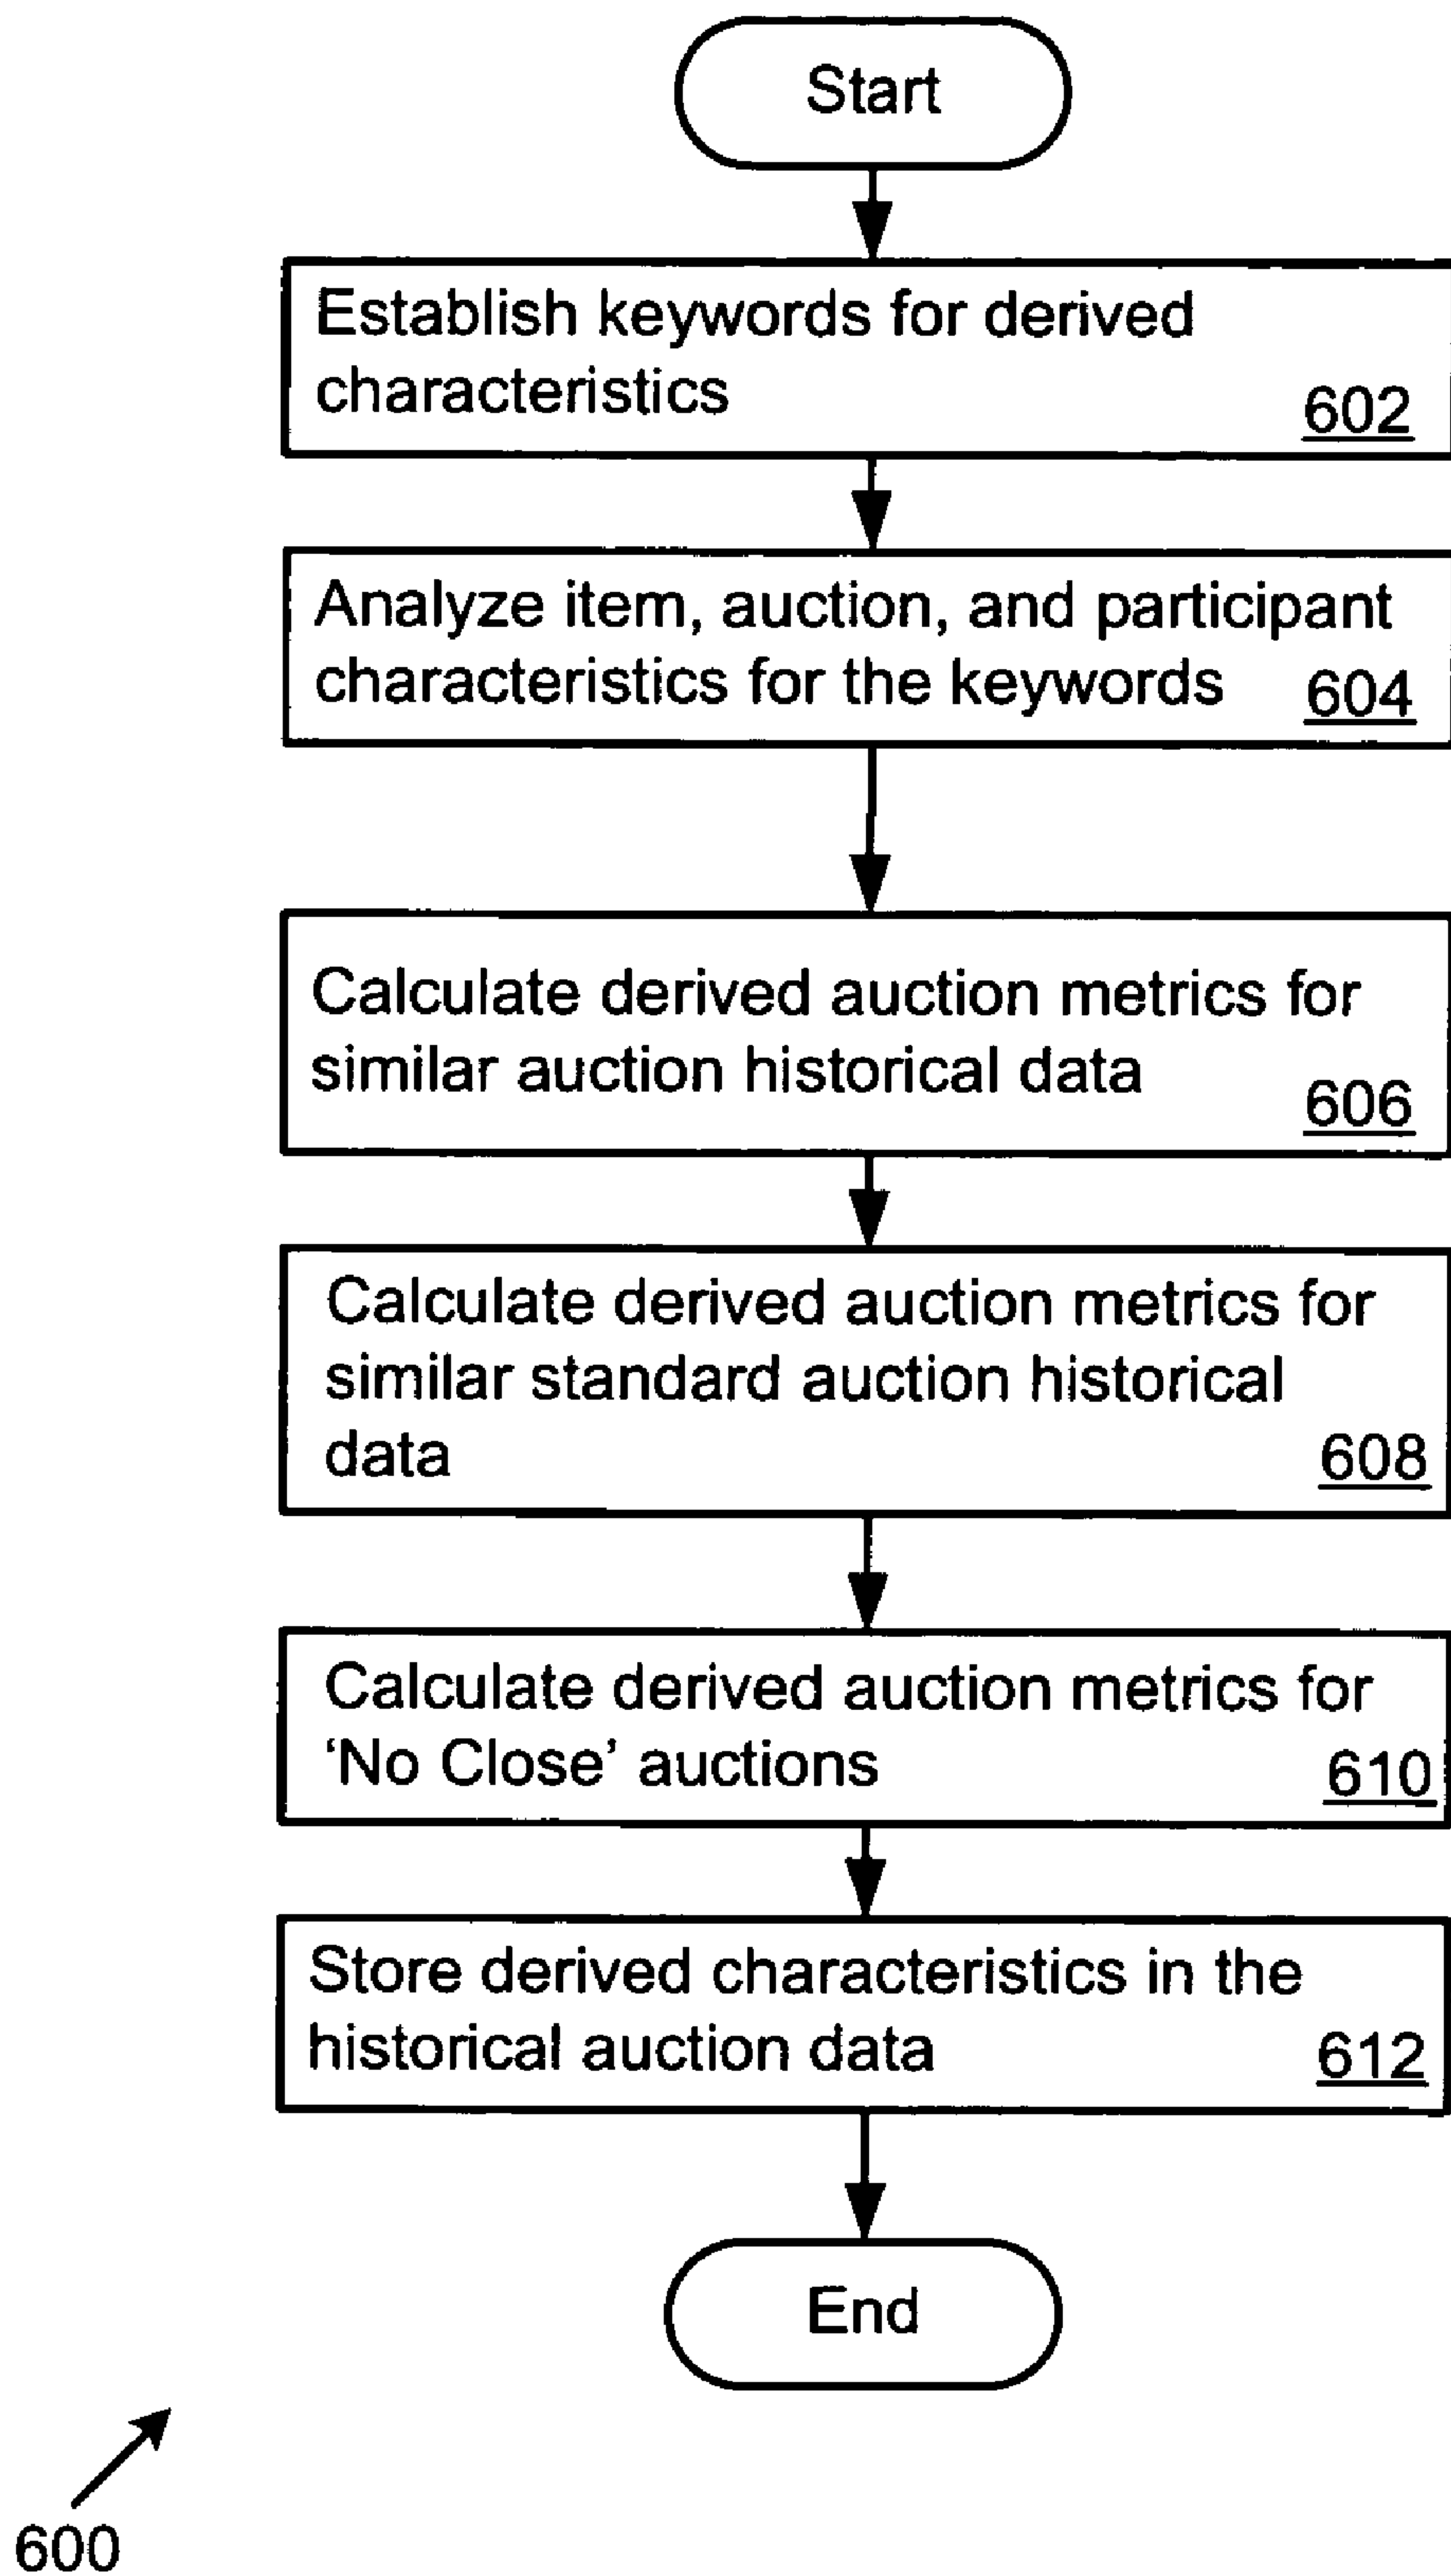 Start
Establish keywords for derived
characteristics
602
Analyze item, auction, and participant
characteristics for the keywords 604
Calculate derived auction metrics for
similar auction historical data
606
Calculate derived auction metrics for
similar standard auction historical
data 608
Calculate derived auction metrics for
‘No Close’ auctions 610
Store derived characteristics in the
historical auction data 612
End
600